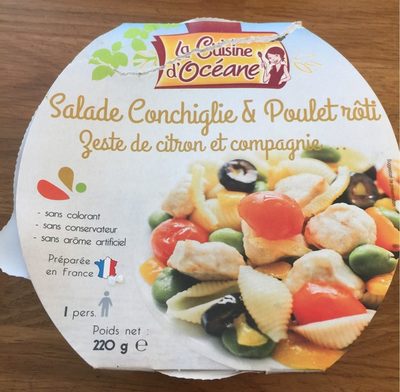 La Cuisine
d'Océane
Salade Conchiglie & Poulet rôti
Zeste de citron et compagnie...
- sans colorant
- sans conservateur
- sans arôme artificiel
Préparée
en France
1 pers.
Poids net :
220 g e